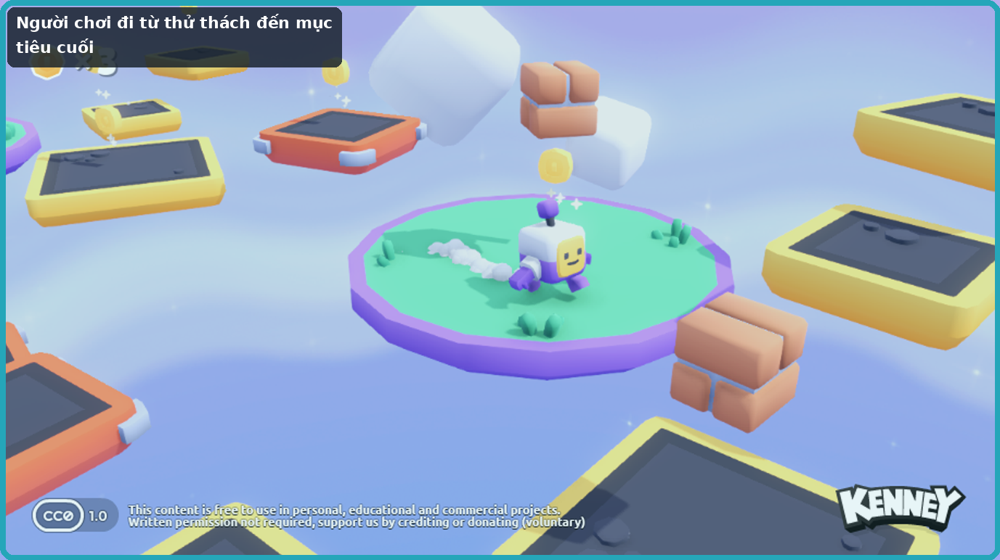 Người chơi đi từ thử thách đến mục
tiêu cuối
CC0 1.0
This content is free to use in personal, educational and commercial projects.
Written permission not required, support us by crediting or donating (voluntary)
KENNEY